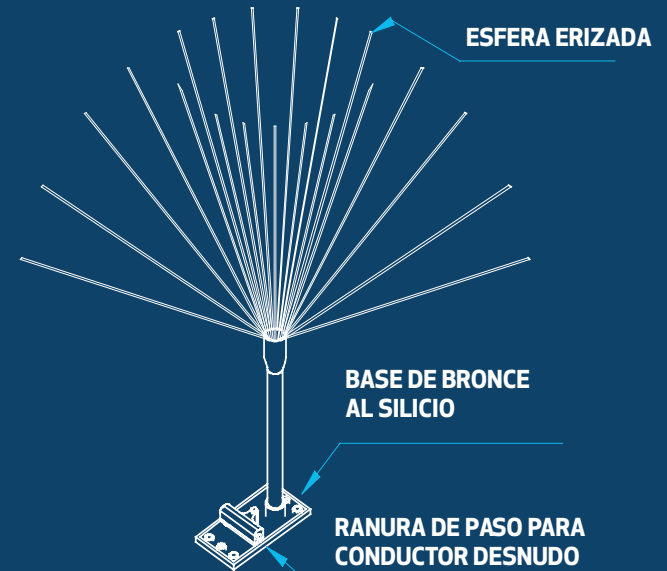 ESFERA ERIZADA
BASE DE BRONCE
AL SILICIO
RANURA DE PASO PARA
CONDUCTOR DESNUDO